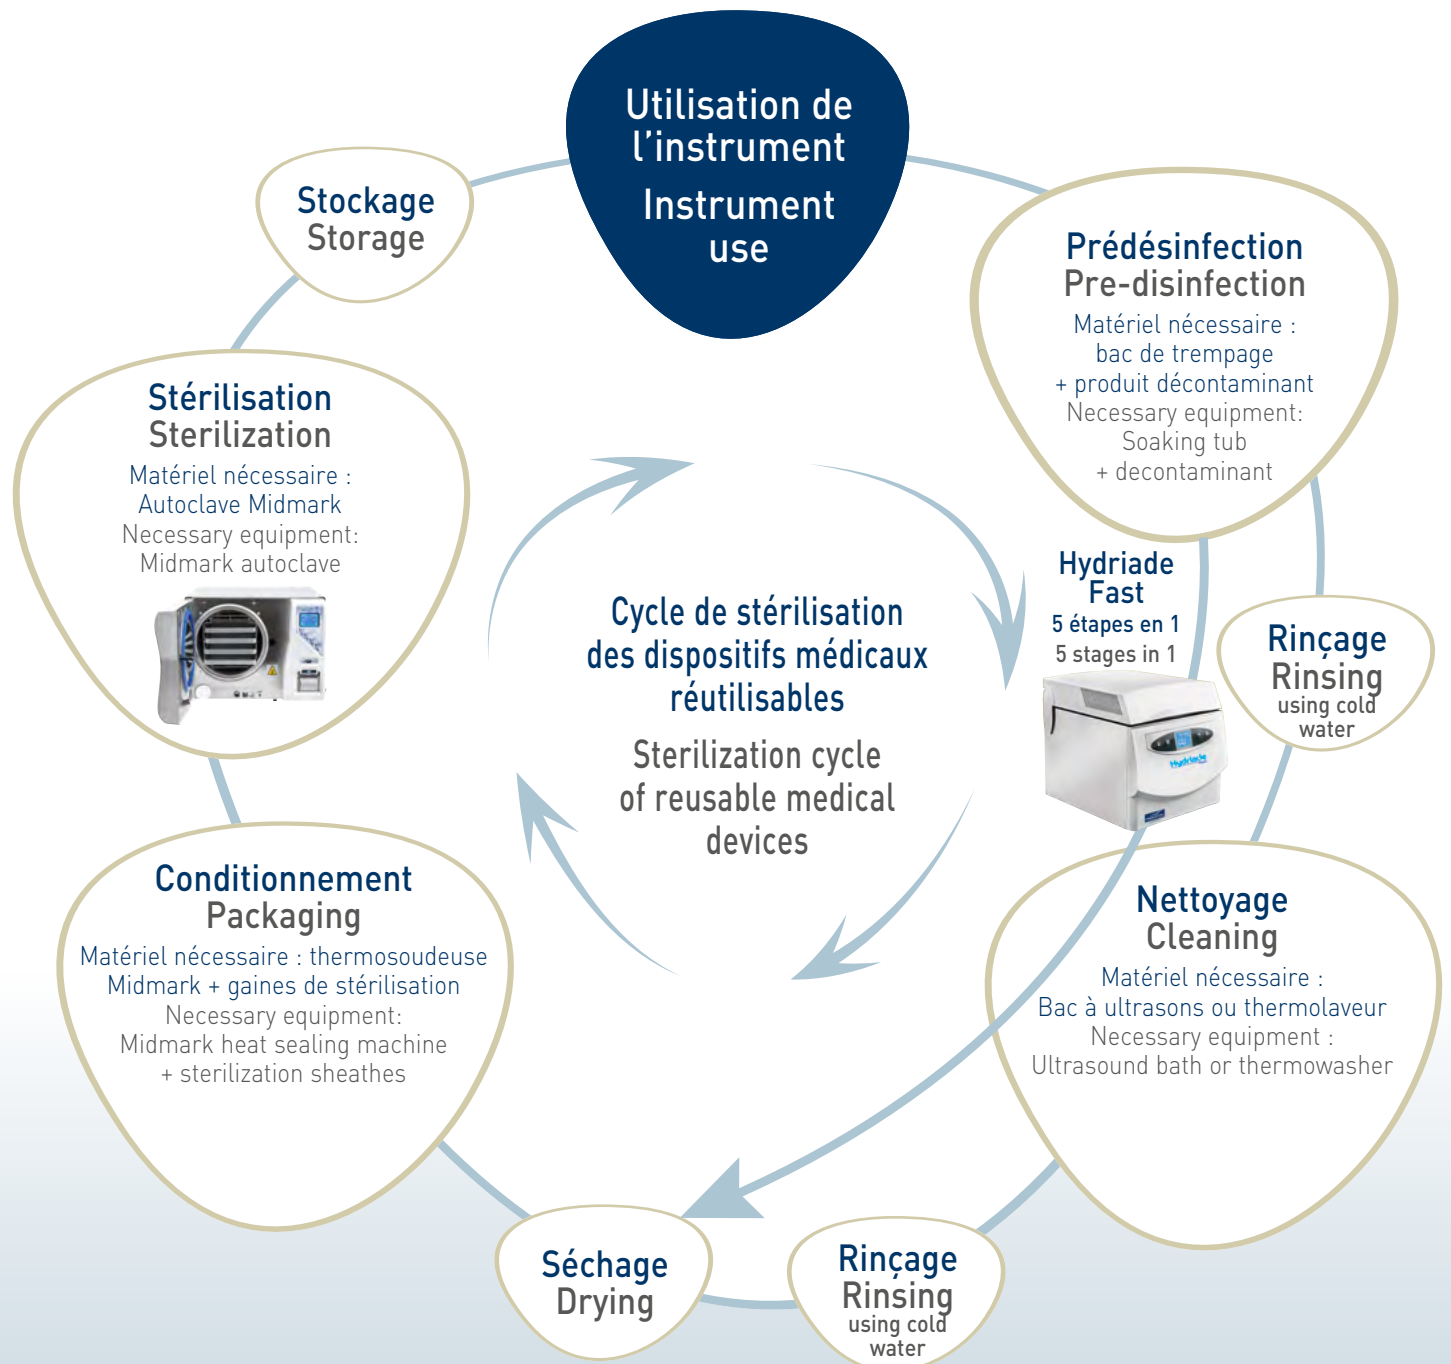 Utilisation de
l'instrument
Instrument
use
Prédésinfection
Pre-disinfection
Matériel nécessaire :
bac de trempage
+ produit décontaminant
Necessary equipment:
Soaking tub
+ decontaminant
Hydriade
Fast
5 étapes en 1
5 stages in 1
Hydriade
Rinçage
Rinsing
using cold
water
Nettoyage
Cleaning
Matériel nécessaire :
Bac à ultrasons ou thermolaveur
Necessary equipment :
Ultrasound bath or thermowasher
Rinçage
Rinsing
using cold
water
Séchage
Drying
Conditionnement
Packaging
Matériel nécessaire : thermosoudeuse
Midmark + gaines de stérilisation
Necessary equipment:
Midmark heat sealing machine
+ sterilization sheathes
Stérilisation
Sterilization
Matériel nécessaire :
Autoclave Midmark
Necessary equipment:
Midmark autoclave
Stockage
Storage
Cycle de stérilisation
des dispositifs médicaux
réutilisables
Sterilization cycle
of reusable medical
devices